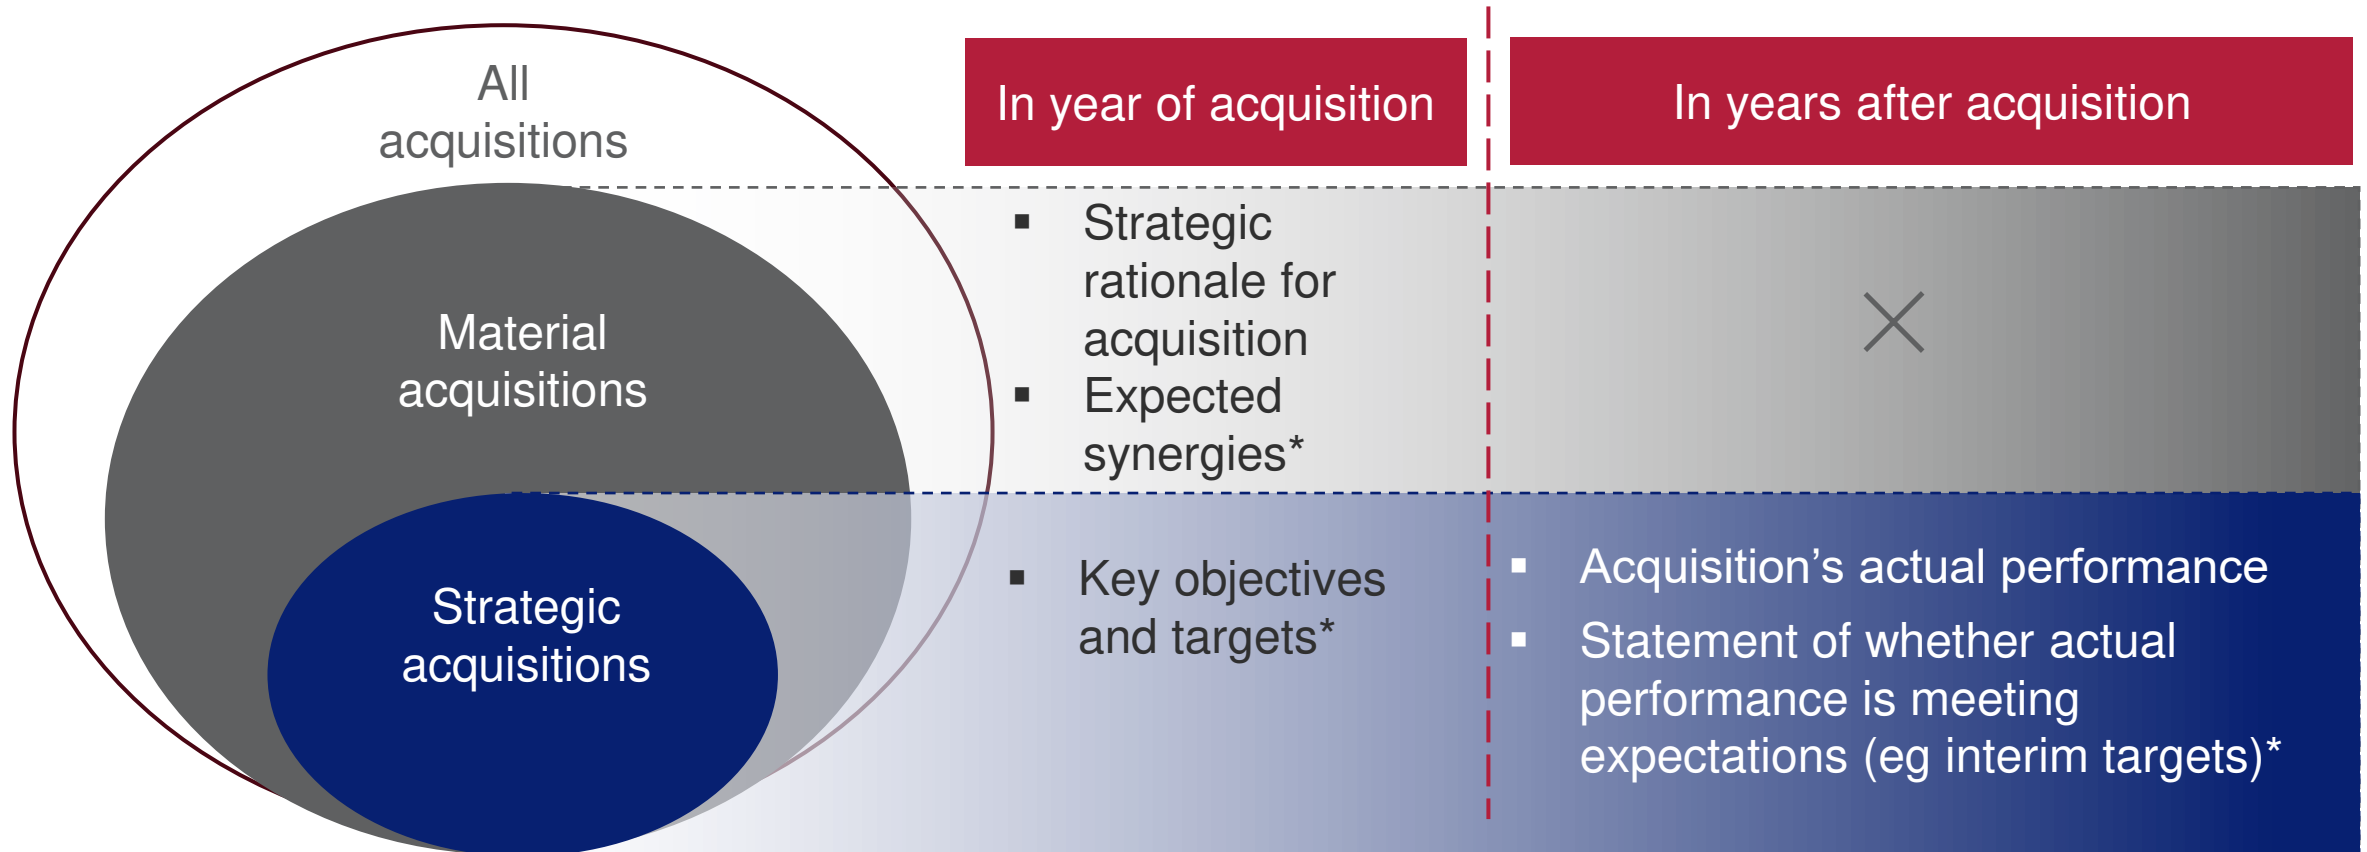 All
acquisitions
Material
acquisitions
Strategic
acquisitions
In year of acquisition
▪ Strategic
rationale for
acquisition
▪ Expected
synergies*
▪ Key objectives
and targets*
In years after acquisition
▪ Acquisition’s actual performance
▪ Statement of whether actual
performance is meeting
expectations (eg interim targets)*